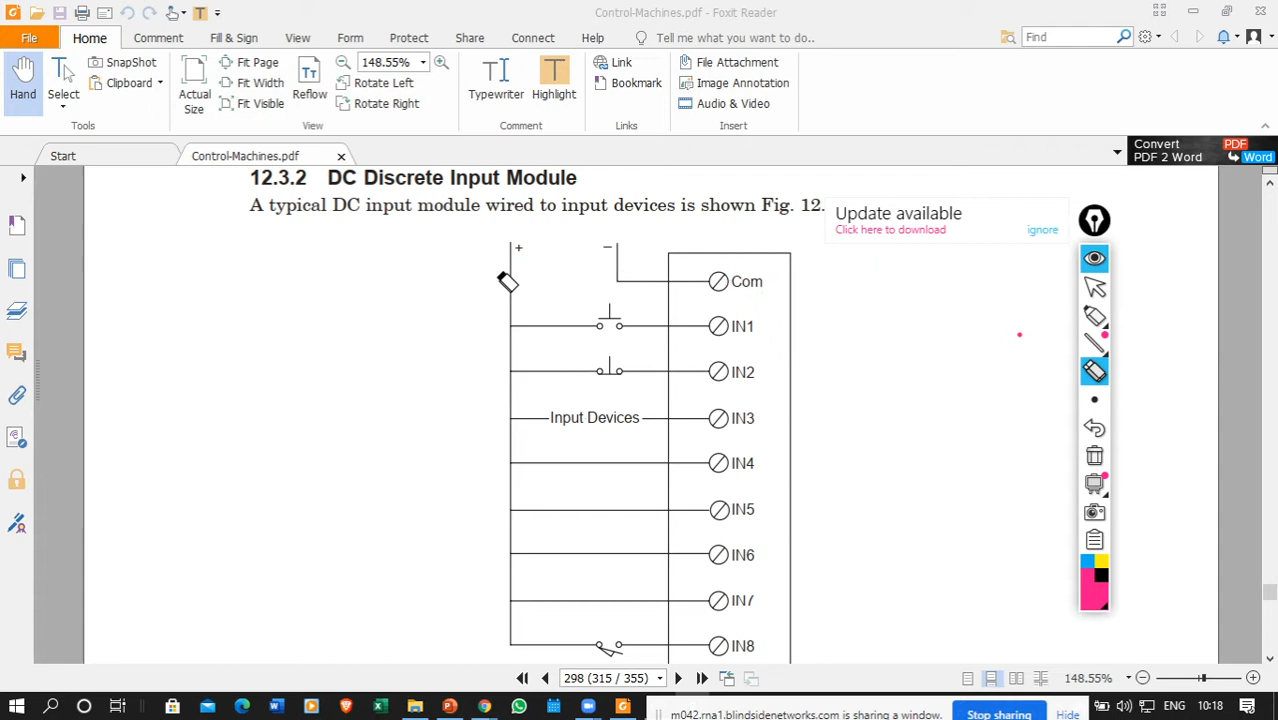 Control-Machines.pdf - Foxit Reader
File Home Comment Fill & Sign View Form Protect Share Connect Help Tell me what you want to do.. Find
SnapShot Fit Page 148.55% Link File Attachment
Clipboard Fit Width Rotate Left Bookmark Image Annotation
Hand Select Actual Size Fit Visible Reflow Rotate Right Typewriter Highlight Audio & Video
Tools View Comment Links Insert
Start Control-Machines.pdf Convert PDF 2 Word PDF Word
12.3.2 DC Discrete Input Module
A typical DC input module wired to input devices is shown Fig. 12.
Update available
Click here to download ignore
+ −
Com
IN1
IN2
Input Devices IN3
IN4
IN5
IN6
IN7
IN8
298 (315 / 355) 148.55%
m042.rna1.blindsidenetworks.com is sharing a window. Stop sharing Hide
ENG 10:18